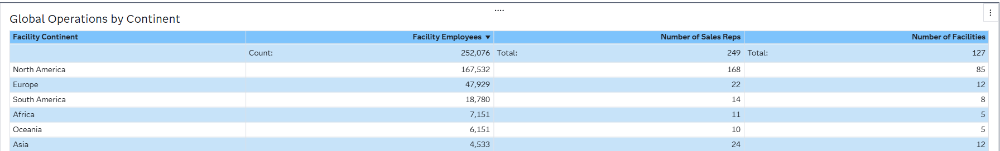 Global Operations by Continent
Facility Continent Facility Employees ▼ Number of Sales Reps Number of Facilities
Count: 252,076 Total: 249 Total: 127
North America 167,532 168 85
Europe 47,929 22 12
South America 18,780 14 8
Africa 7,151 11 5
Oceania 6,151 10 5
Asia 4,533 24 12